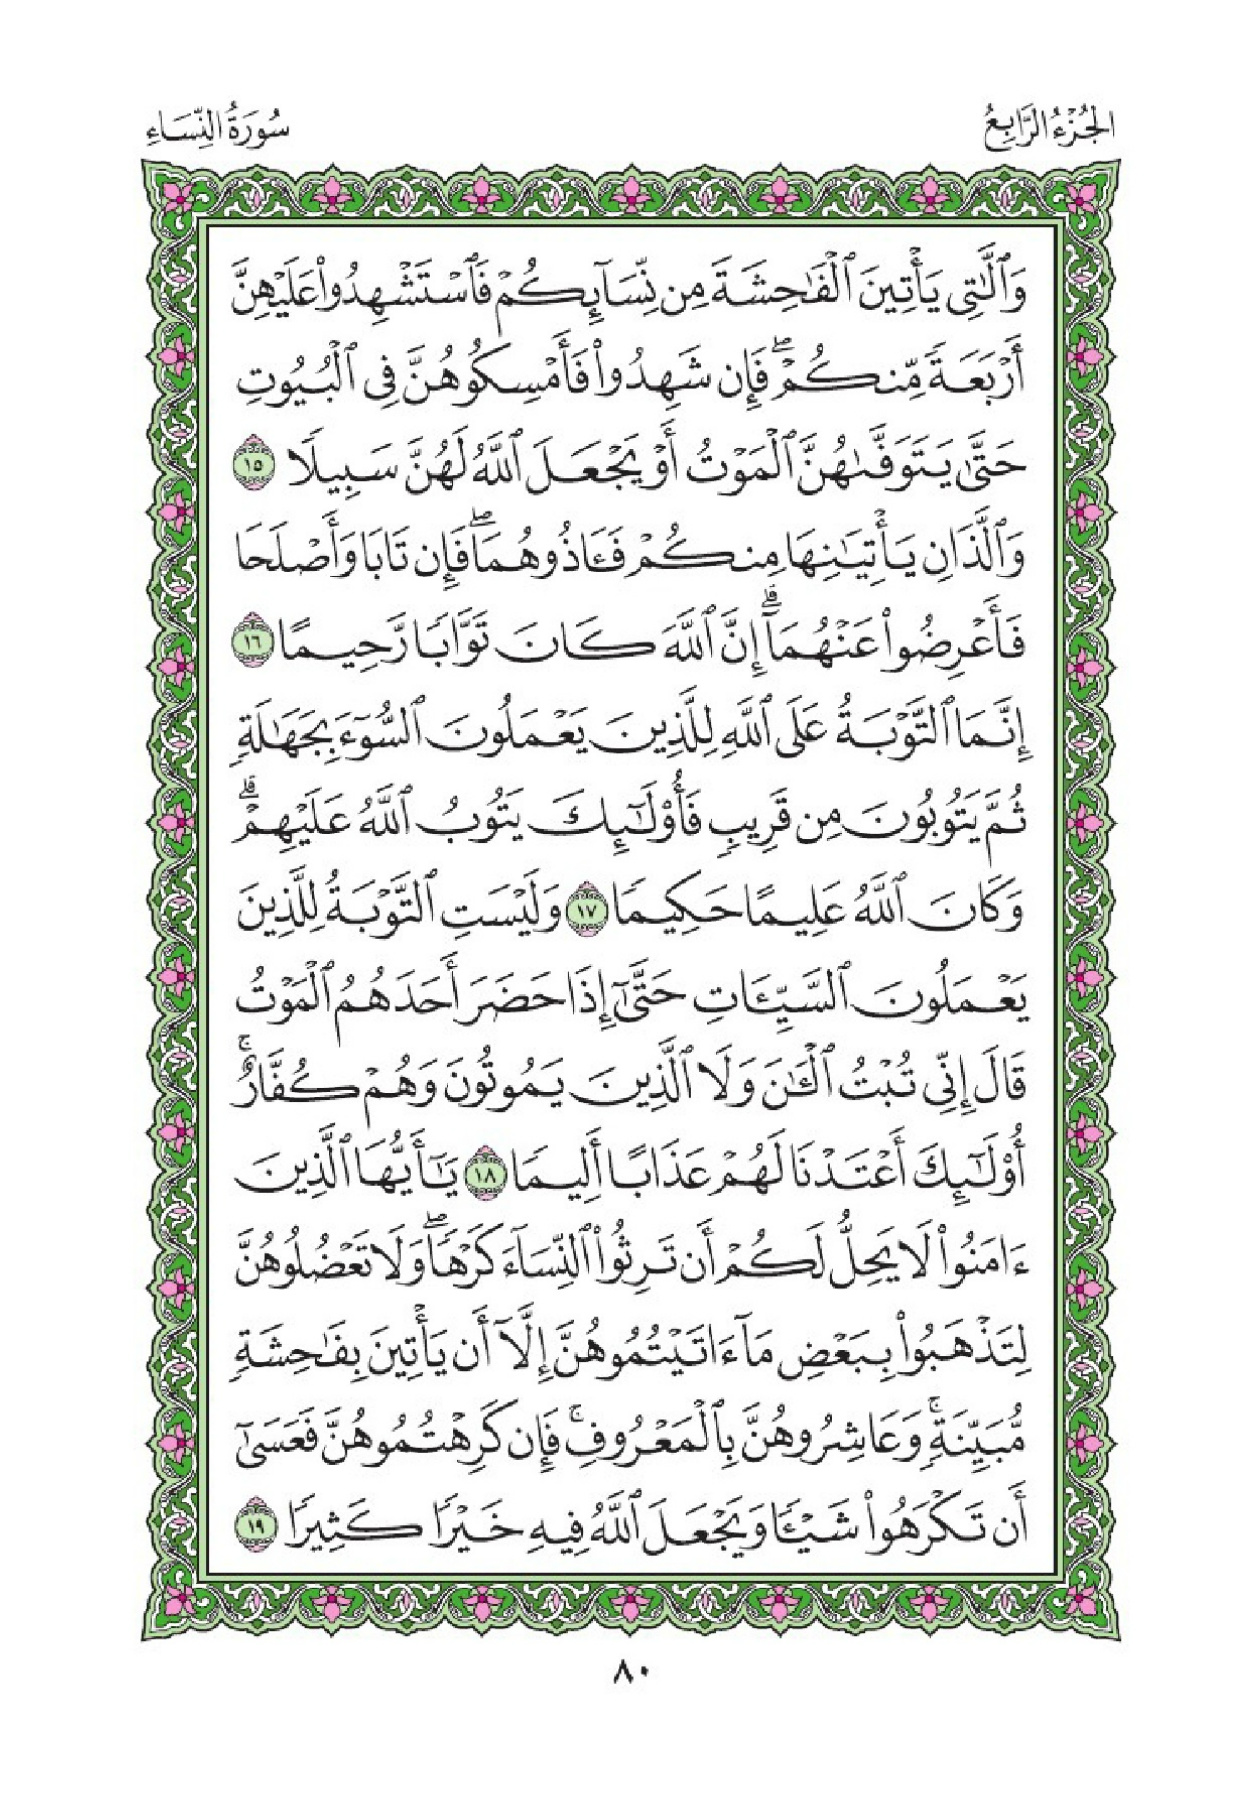 الجُزْءُ الرَّابِعُ
سُورَةُ النِّسَاءِ
وَٱلَّٰتِى يَأْتِينَ ٱلْفَٰحِشَةَ مِن نِّسَآئِكُمْ فَٱسْتَشْهِدُوا۟ عَلَيْهِنَّ
أَرْبَعَةً مِّنكُمْ ۖ فَإِن شَهِدُوا۟ فَأَمْسِكُوهُنَّ فِى ٱلْبُيُوتِ
حَتَّىٰ يَتَوَفَّىٰهُنَّ ٱلْمَوْتُ أَوْ يَجْعَلَ ٱللَّهُ لَهُنَّ سَبِيلًا ١٥
وَٱلَّذَانِ يَأْتِيَٰنِهَا مِنكُمْ فَـَٔاذُوهُمَا ۖ فَإِن تَابَا وَأَصْلَحَا
فَأَعْرِضُوا۟ عَنْهُمَآ ۗ إِنَّ ٱللَّهَ كَانَ تَوَّابًا رَّحِيمًا ١٦
إِنَّمَا ٱلتَّوْبَةُ عَلَى ٱللَّهِ لِلَّذِينَ يَعْمَلُونَ ٱلسُّوٓءَ بِجَهَٰلَةٍ
ثُمَّ يَتُوبُونَ مِن قَرِيبٍ فَأُو۟لَٰٓئِكَ يَتُوبُ ٱللَّهُ عَلَيْهِمْ ۗ
وَكَانَ ٱللَّهُ عَلِيمًا حَكِيمًا ١٧ وَلَيْسَتِ ٱلتَّوْبَةُ لِلَّذِينَ
يَعْمَلُونَ ٱلسَّيِّـَٔاتِ حَتَّىٰٓ إِذَا حَضَرَ أَحَدَهُمُ ٱلْمَوْتُ
قَالَ إِنِّى تُبْتُ ٱلْـَٰٔنَ وَلَا ٱلَّذِينَ يَمُوتُونَ وَهُمْ كُفَّارٌ ۚ
أُو۟لَٰٓئِكَ أَعْتَدْنَا لَهُمْ عَذَابًا أَلِيمًا ١٨ يَٰٓأَيُّهَا ٱلَّذِينَ
ءَامَنُوا۟ لَا يَحِلُّ لَكُمْ أَن تَرِثُوا۟ ٱلنِّسَآءَ كَرْهًا ۖ وَلَا تَعْضُلُوهُنَّ
لِتَذْهَبُوا۟ بِبَعْضِ مَآ ءَاتَيْتُمُوهُنَّ إِلَّآ أَن يَأْتِينَ بِفَٰحِشَةٍ
مُّبَيِّنَةٍ ۚ وَعَاشِرُوهُنَّ بِٱلْمَعْرُوفِ ۚ فَإِن كَرِهْتُمُوهُنَّ فَعَسَىٰٓ
أَن تَكْرَهُوا۟ شَيْـًٔا وَيَجْعَلَ ٱللَّهُ فِيهِ خَيْرًا كَثِيرًا ١٩
٨٠